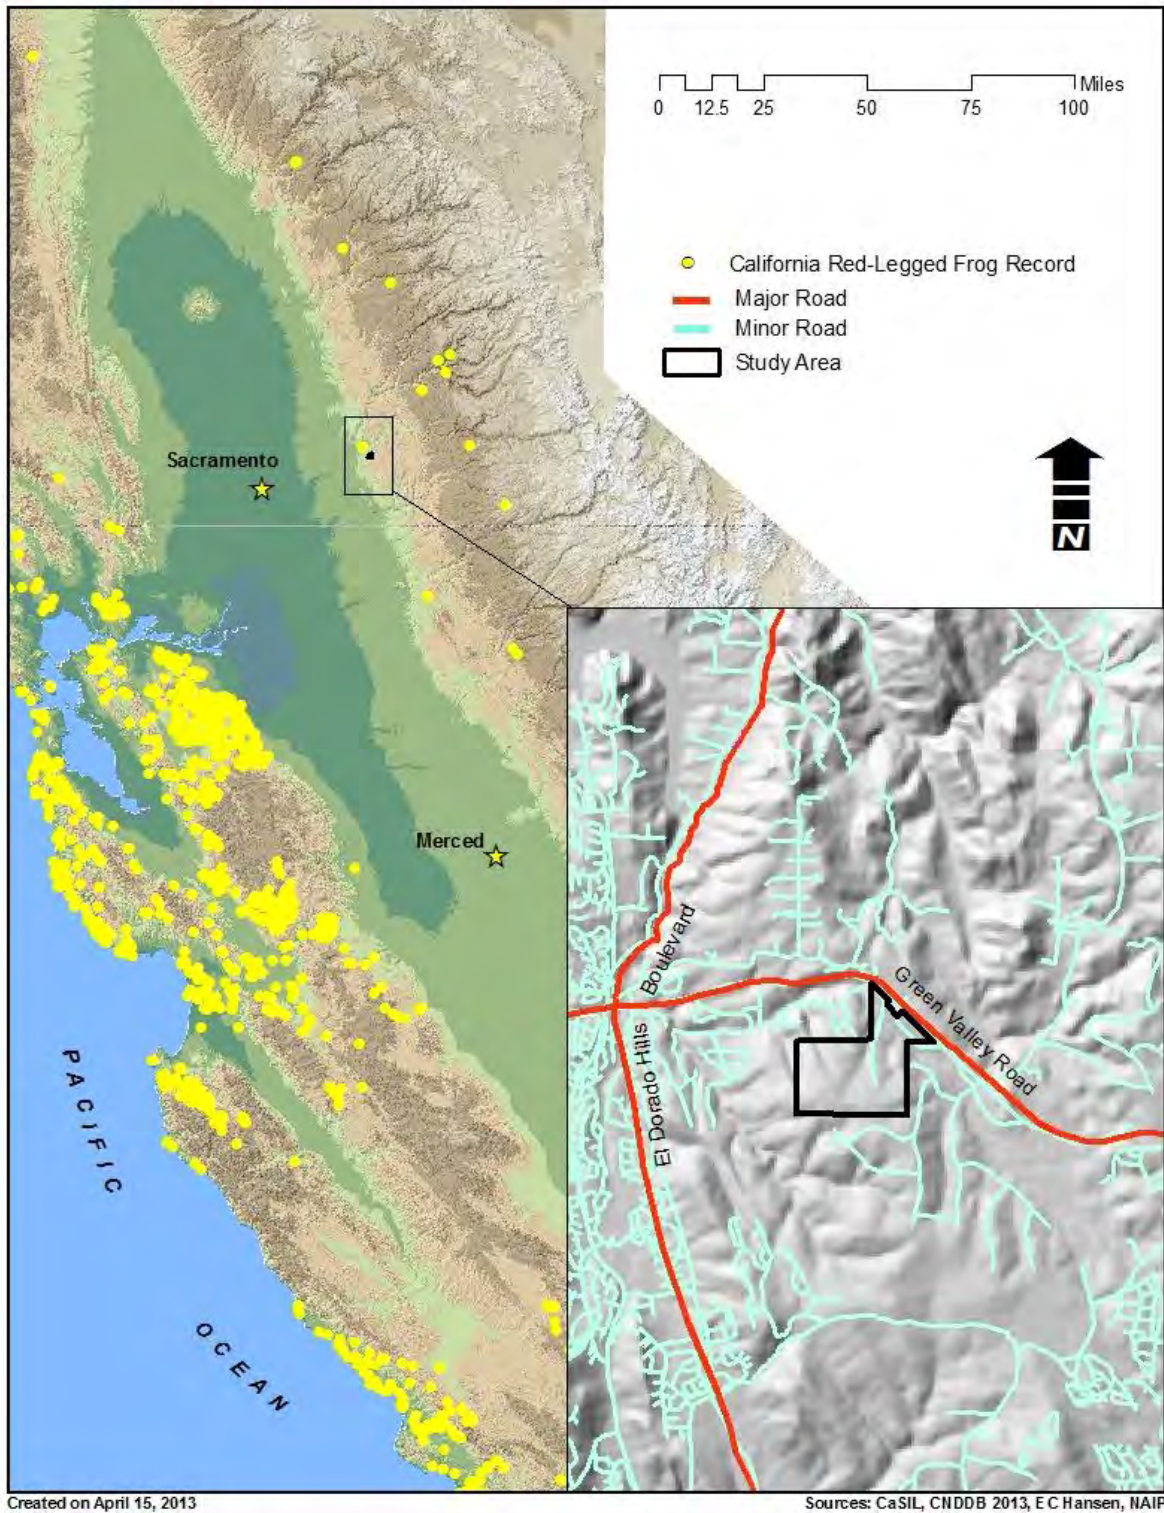 Miles
0 12.5 25 50 75 100
California Red-Legged Frog Record
Major Road
Minor Road
Study Area
N
Sacramento
Merced
PACIFIC
OCEAN
Boulevard
El Dorado Hills
Green Valley Road
Created on April 15, 2013
Sources: CaSIL, CNDDB 2013, E C Hansen, NAIP